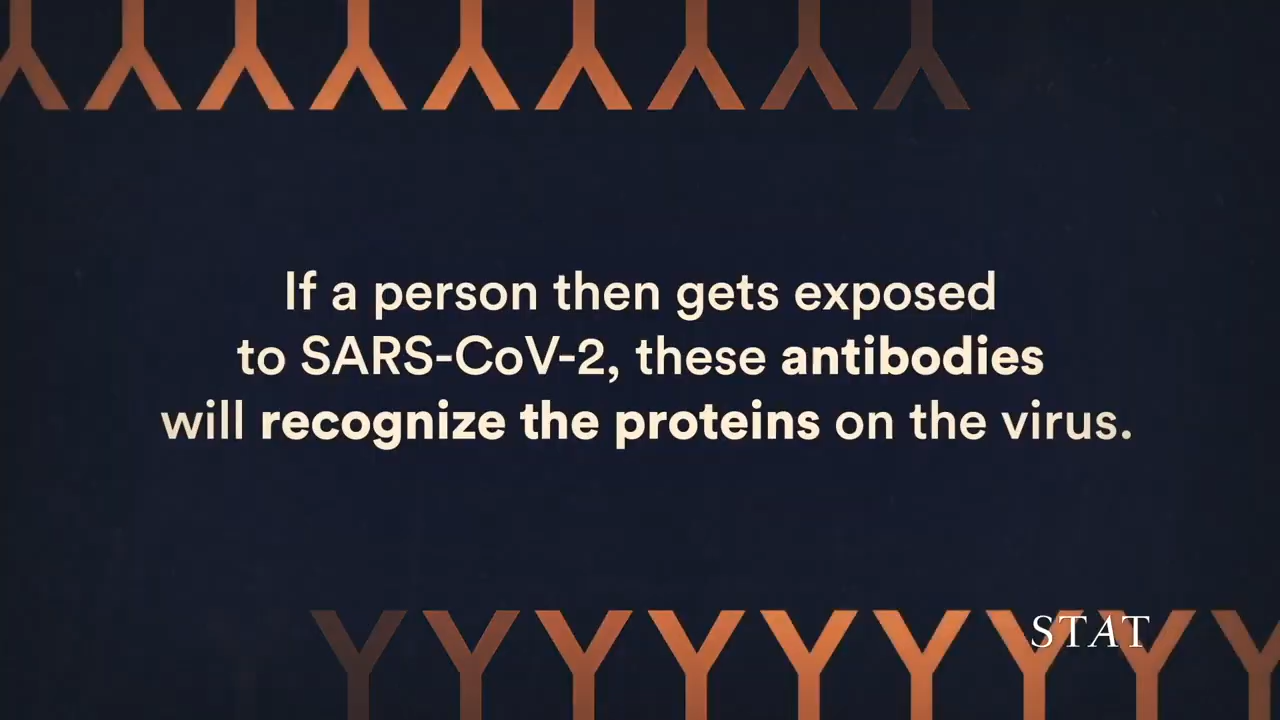 If a person then gets exposed
to SARS-CoV-2, these antibodies
will recognize the proteins on the virus.
STAT